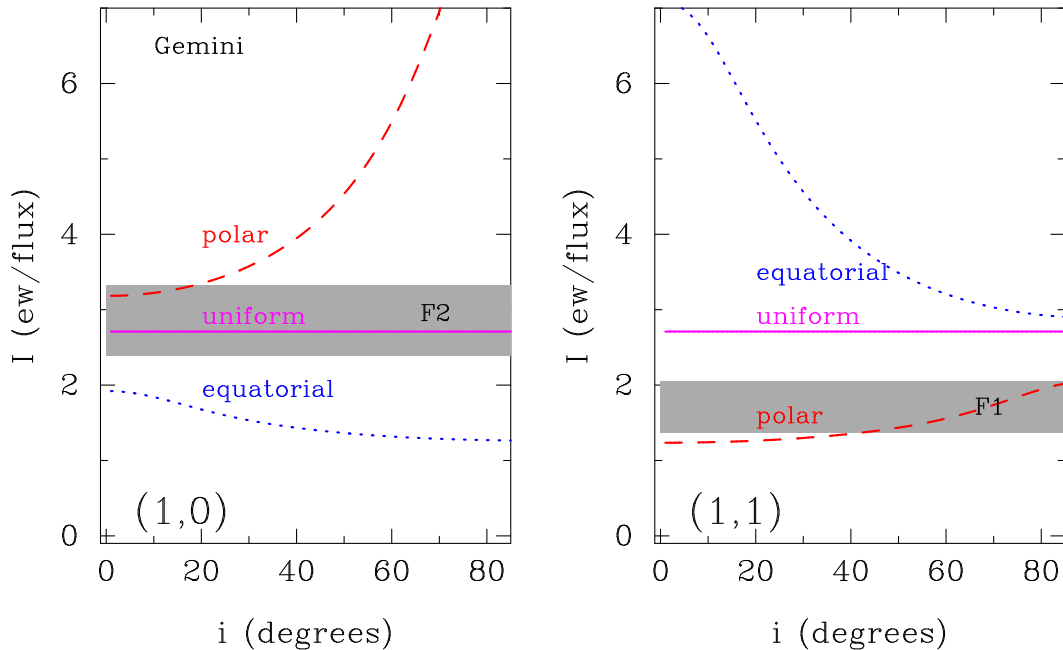 Gemini
I (ew/flux)
6
4
2
0
polar
uniform
F2
equatorial
(1,0)
0
20
40
60
80
i (degrees)
I (ew/flux)
6
4
2
0
equatorial
uniform
polar
F1
(1,1)
0
20
40
60
80
i (degrees)